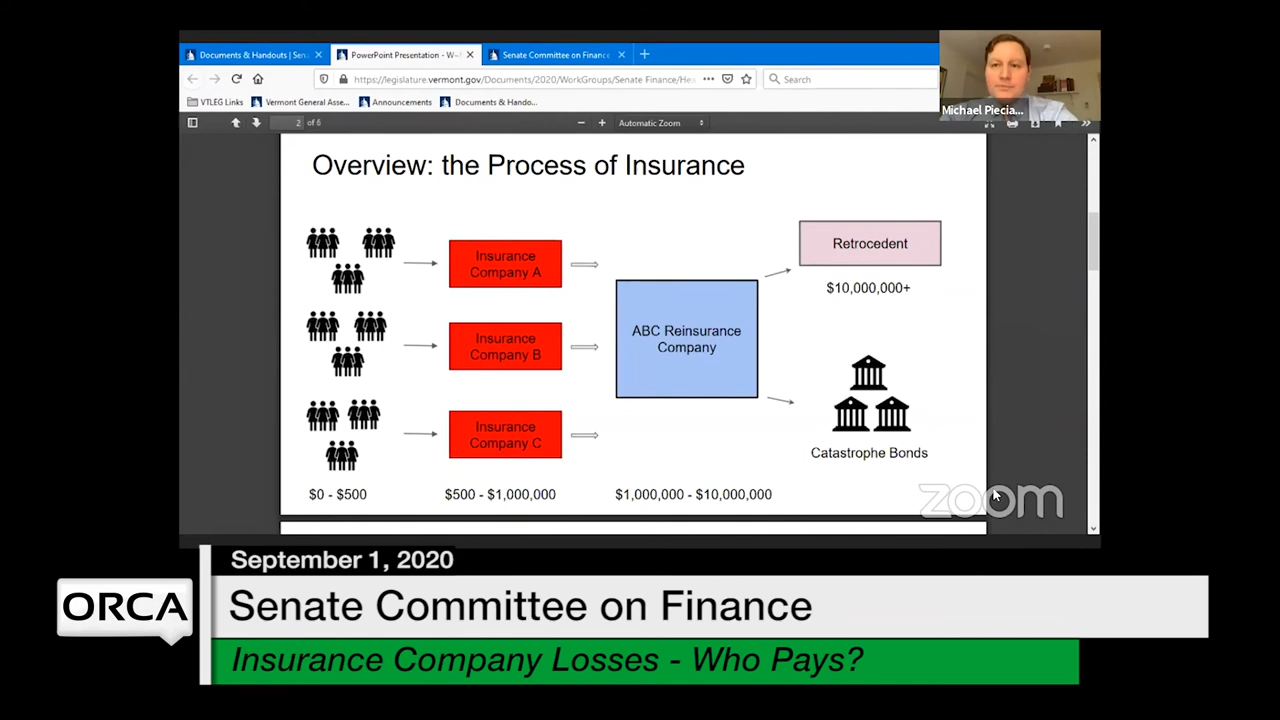 Documents & Handouts | Sen
PowerPoint Presentation - W~
Senate Committee on Finance
https://legislature.vermont.gov/Documents/2020/WorkGroups/Senate Finance/Hea
Search
VTLEG Links
Vermont General Asse...
Announcements
Documents & Hando...
Michael Piecia...
2 of 6
Automatic Zoom
Overview: the Process of Insurance
Insurance
Company A
Insurance
Company B
Insurance
Company C
ABC Reinsurance
Company
Retrocedent
$10,000,000+
Catastrophe Bonds
$0 - $500
$500 - $1,000,000
$1,000,000 - $10,000,000
zoom
September 1, 2020
ORCA
Senate Committee on Finance
Insurance Company Losses - Who Pays?